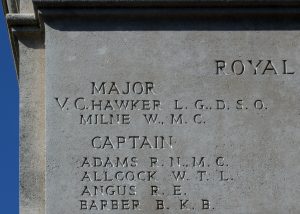 ROYAL
MAJOR
V.C. HAWKER L. G., D. S. O.
MILNE W., M. C.
CAPTAIN
ADAMS R. N., M. C.
ALLCOCK W. T. L.
ANGUS R. E.
BARBER B. K. B.